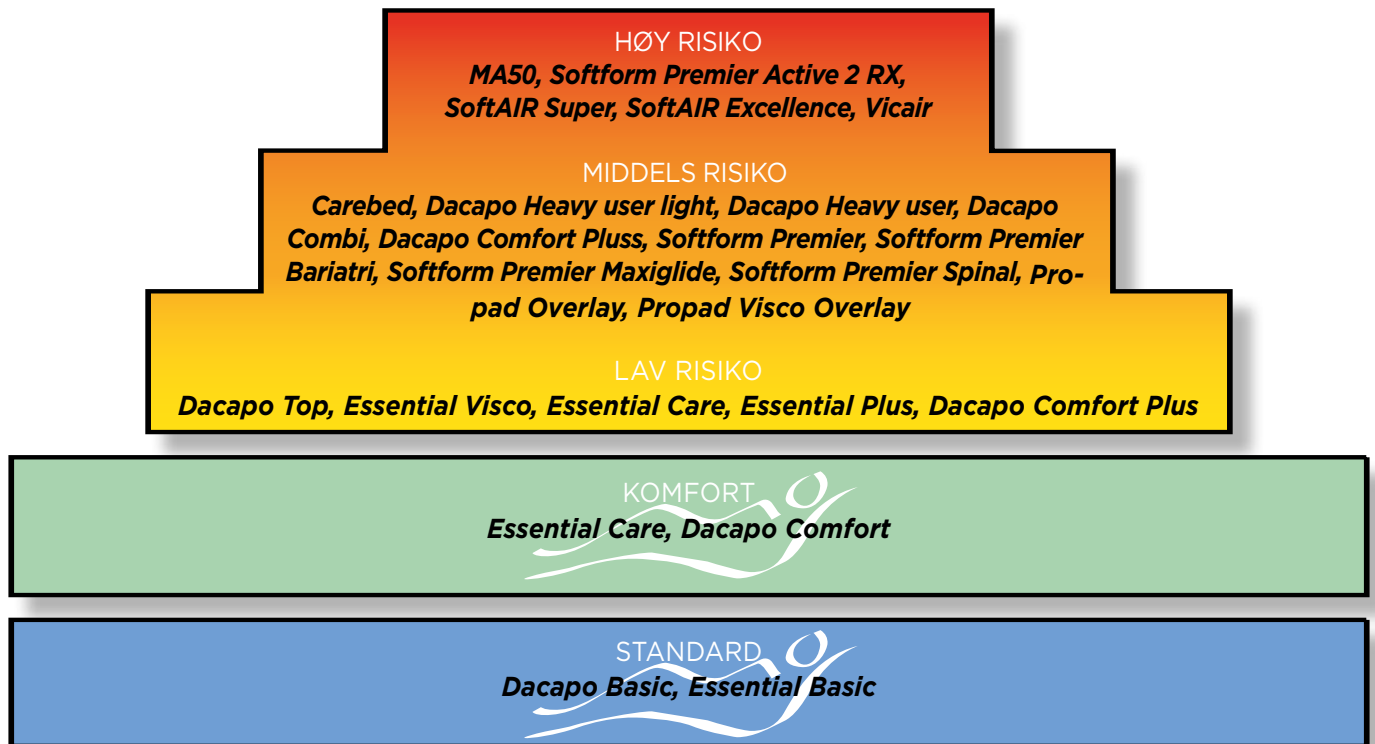 HØY RISIKO
MA50, Softform Premier Active 2 RX,
SoftAIR Super, SoftAIR Excellence, Vicair
MIDDELS RISIKO
Carebed, Dacapo Heavy user light, Dacapo Heavy user, Dacapo
Combi, Dacapo Comfort Pluss, Softform Premier, Softform Premier
Bariatri, Softform Premier Maxiglide, Softform Premier Spinal, Pro-
pad Overlay, Propad Visco Overlay
LAV RISIKO
Dacapo Top, Essential Visco, Essential Care, Essential Plus, Dacapo Comfort Plus
KOMFORT
Essential Care, Dacapo Comfort
STANDARD
Dacapo Basic, Essential Basic